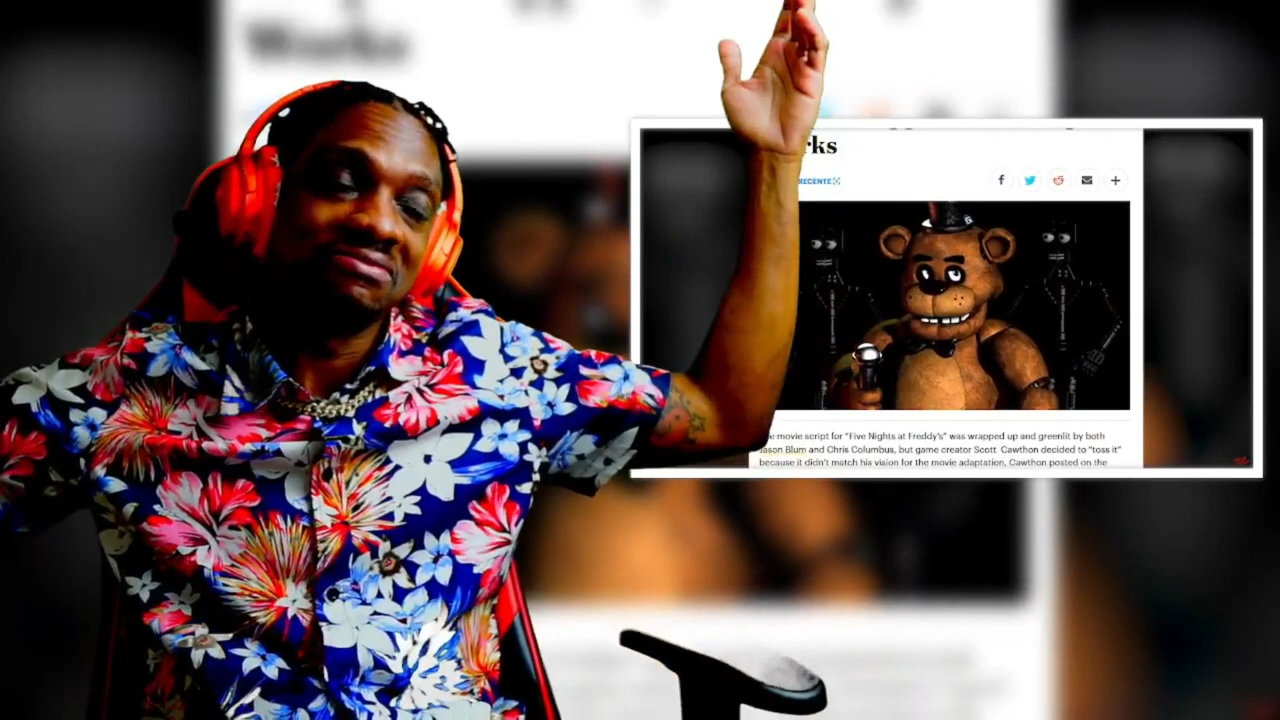 Works
rks
RECENTE
e movie script for "Five Nights at Freddy's" was wrapped up and greenlit by both
Jason Blum and Chris Columbus, but game creator Scott Cawthon decided to "toss it"
because it didn't match his vision for the movie adaptation, Cawthon posted on the